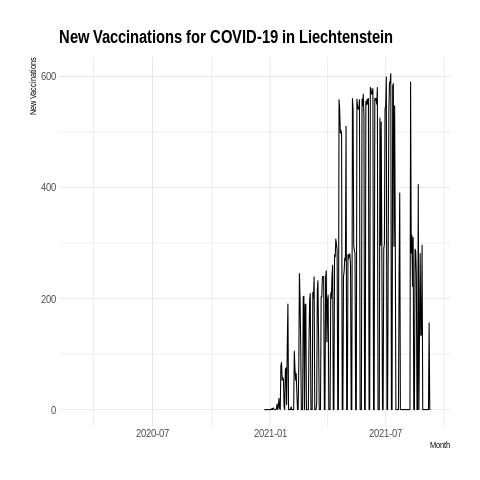 New Vaccinations for COVID-19 in Liechtenstein
New Vaccinations
600
400
200
0
2020-07 2021-01 2021-07
Month